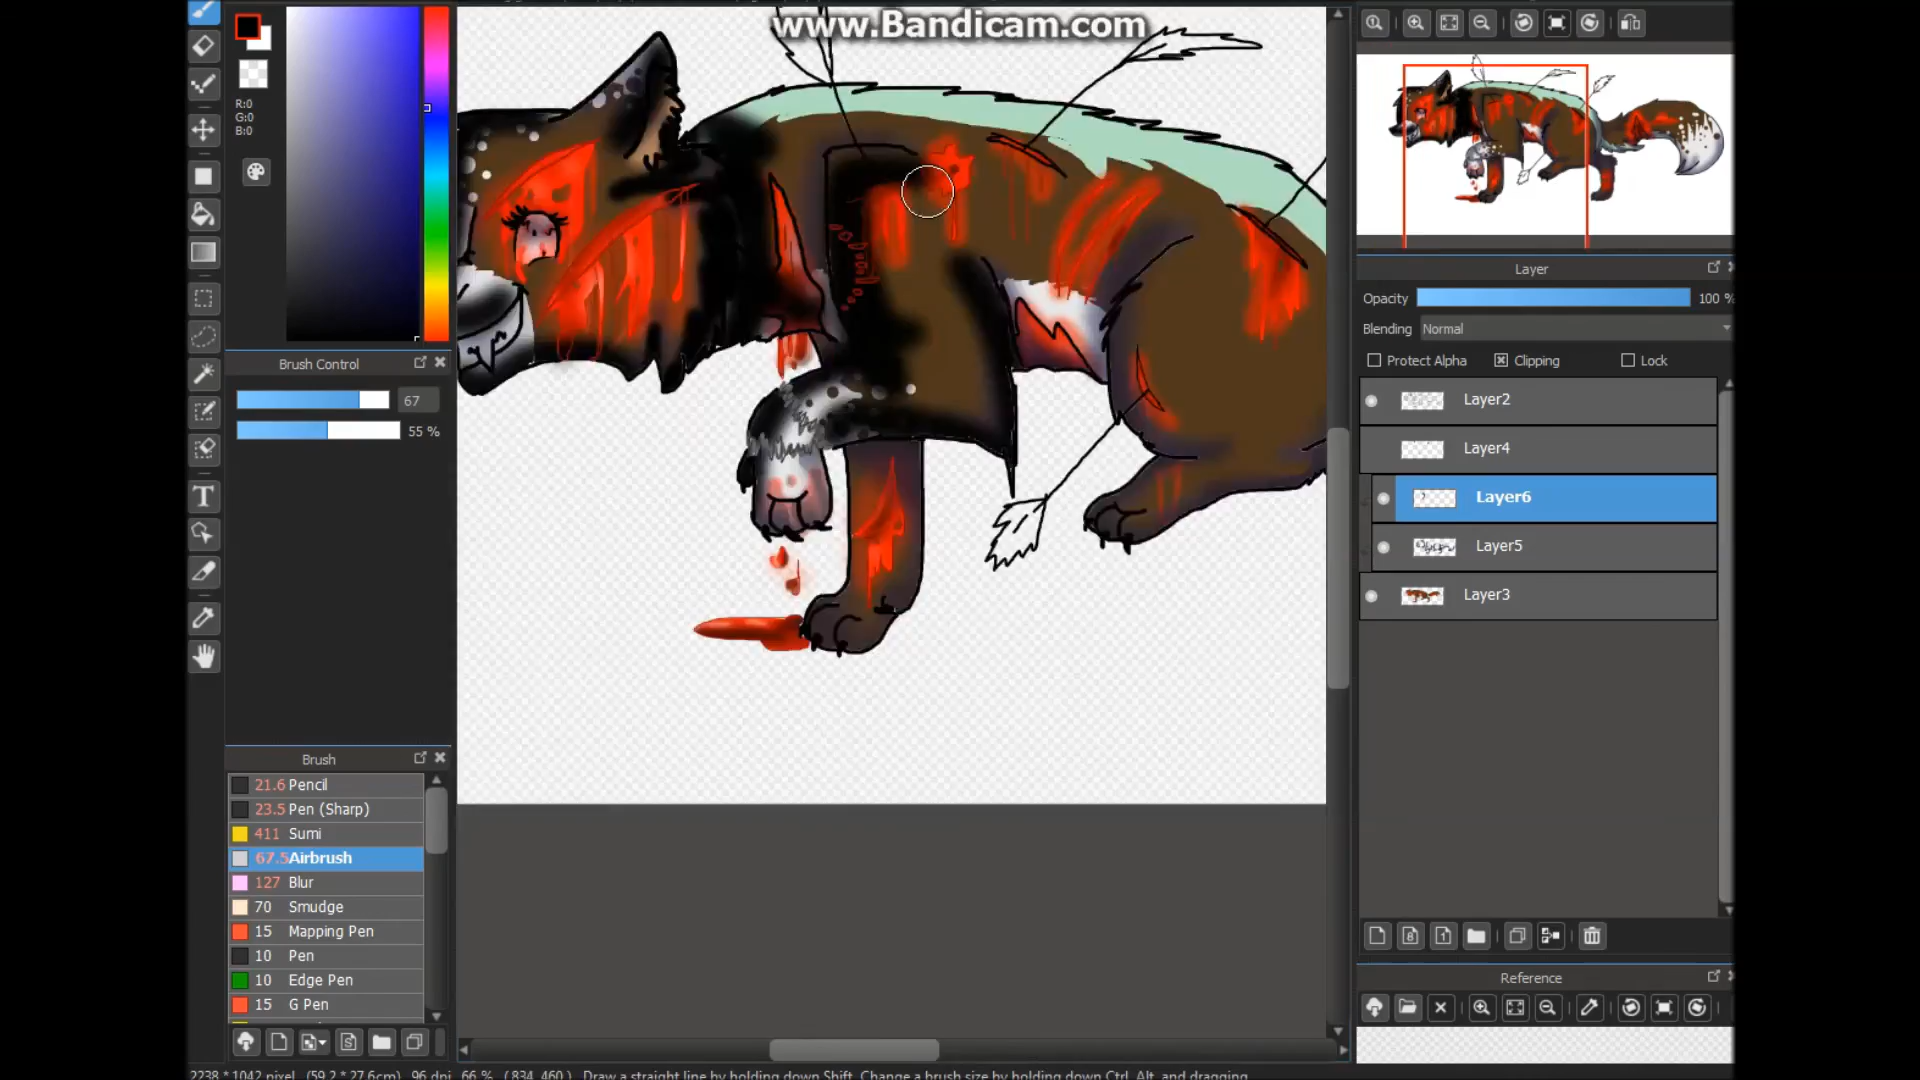 www.Bandicam.com
R:0
G:0
B:0
Brush Control
67
55 %
Brush
21.6 Pencil
23.5 Pen (Sharp)
411 Sumi
67.5 Airbrush
127 Blur
70 Smudge
15 Mapping Pen
10 Pen
10 Edge Pen
15 G Pen
2238 * 1042 pixel (59.2 * 27.6cm) 96 dpi 66 % ( 834, 460 ) Draw a straight line by holding down Shift, Change a brush size by holding down Ctrl, Alt, and dragging
Layer
Opacity 100 %
Blending Normal
Protect Alpha Clipping Lock
Layer2
Layer4
Layer6
Layer5
Layer3
8 1
Reference